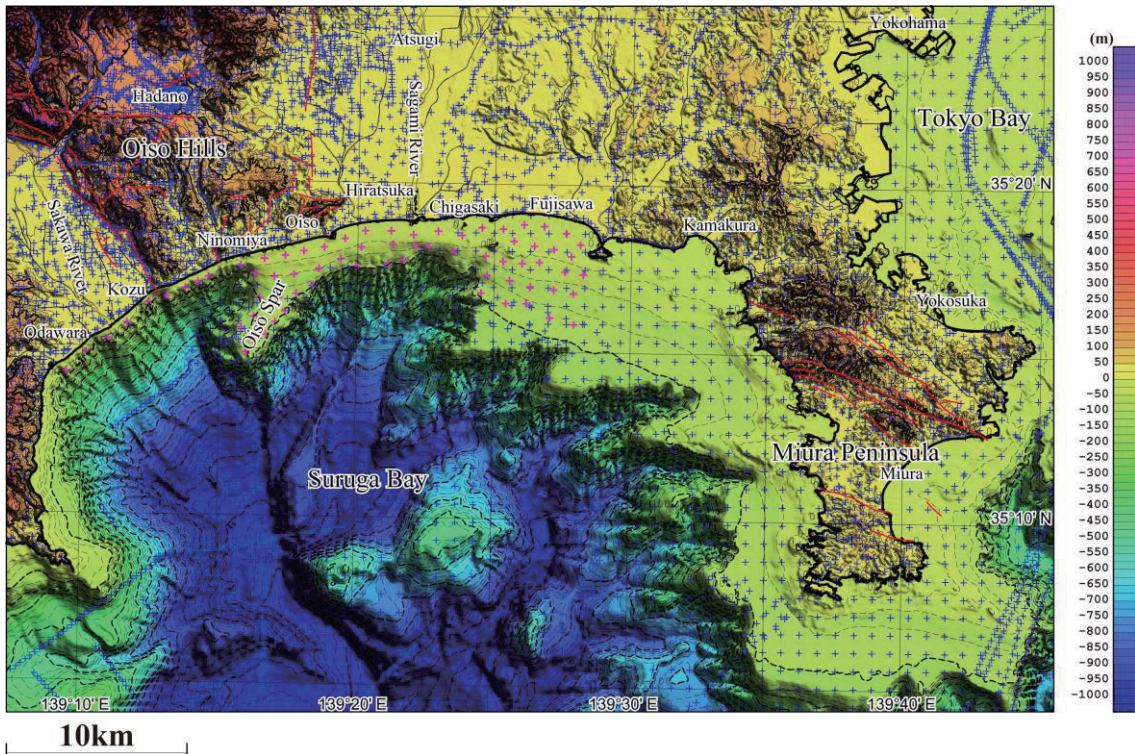 Yokohama
(m)
Atsugi
1000
950
900
850
800
750
700
650
600
550
500
450
400
350
300
250
200
150
100
50
0
-50
-100
-150
-200
-250
-300
-350
-400
-450
-500
-550
-600
-650
-700
-750
-800
-850
-900
-950
-1000
Hadano
Sagami River
Tokyo Bay
Oiso Hills
35°20' N
Hiratsuka
Chigasaki
Fujisawa
Sakawa River
Oiso
Ninomiya
Kamakura
Kozu
Oiso Spar
Yokosuka
Odawara
Miura Peninsula
Suruga Bay
Miura
35°10' N
139°10' E
139°20' E
139°30' E
139°40' E
10km